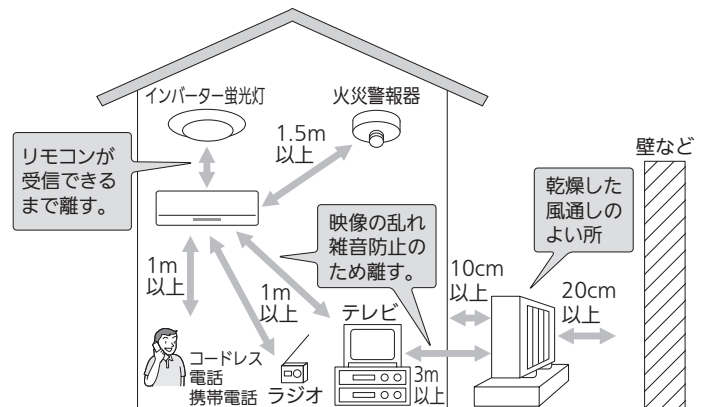 インバーター蛍光灯
火災警報器
1.5m
以上
リモコンが
受信できる
まで離す。
壁など
乾燥した
風通しの
よい所
映像の乱れ
雑音防止の
ため離す。
1m
以上
1m
以上
テレビ
10cm
以上
20cm
以上
コードレス
電話
携帯電話
ラジオ
3m
以上